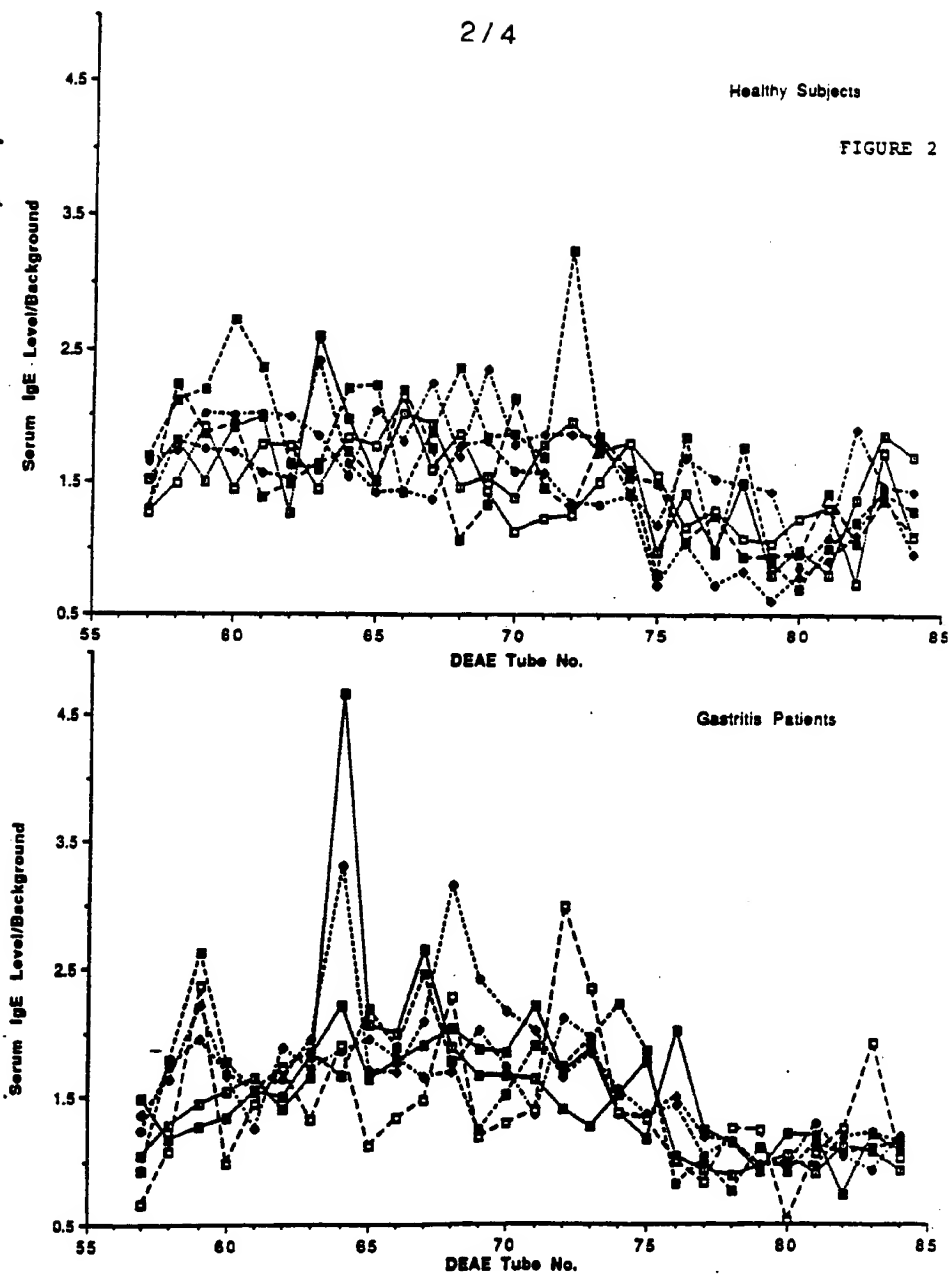 2/4
Healthy Subjects
FIGURE 2
Serum IgE Level/Background
4.5
3.5
2.5
1.5
0.5
55 60 65 70 75 80 85
DEAE Tube No.
Gastritis Patients
Serum IgE Level/Background
4.5
3.5
2.5
1.5
0.5
55 60 65 70 75 80 85
DEAE Tube No.